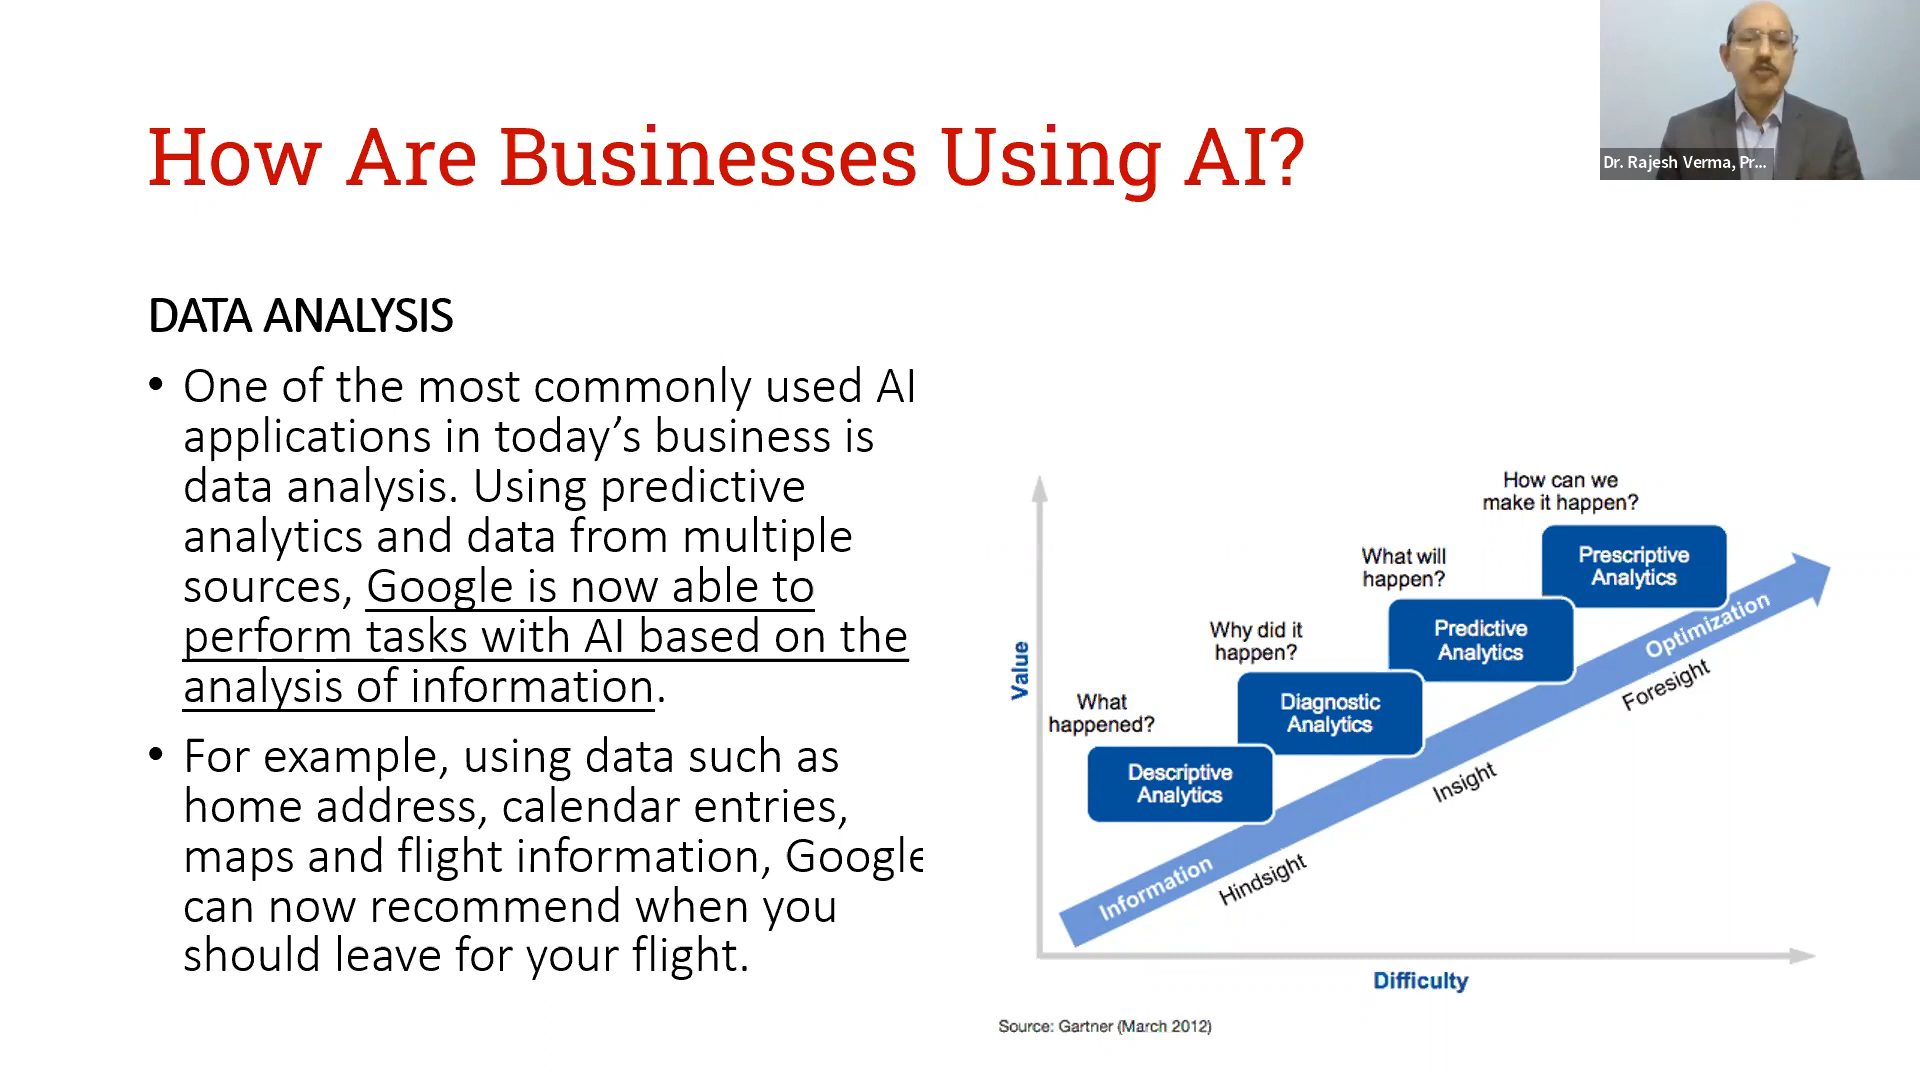 How Are Businesses Using AI?
Dr. Rajesh Verma, Pr...
DATA ANALYSIS
• One of the most commonly used AI
applications in today’s business is
data analysis. Using predictive
analytics and data from multiple
sources, Google is now able to
perform tasks with AI based on the
analysis of information.
• For example, using data such as
home address, calendar entries,
maps and flight information, Google
can now recommend when you
should leave for your flight.
How can we
make it happen?
Prescriptive
Analytics
What will
happen?
Predictive
Analytics
Why did it
happen?
Diagnostic
Analytics
What
happened?
Descriptive
Analytics
Value
Information
Optimization
Hindsight
Insight
Foresight
Difficulty
Source: Gartner (March 2012)